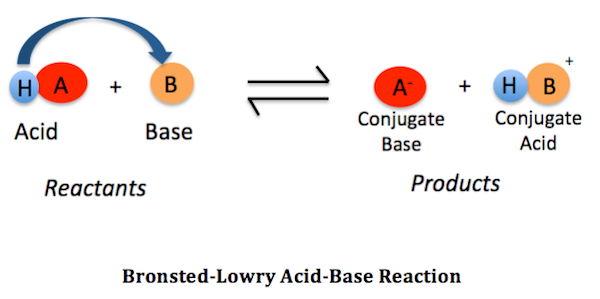 H A + B A- + H B +
Acid Base Conjugate Base Conjugate Acid
Reactants Products
Bronsted-Lowry Acid-Base Reaction